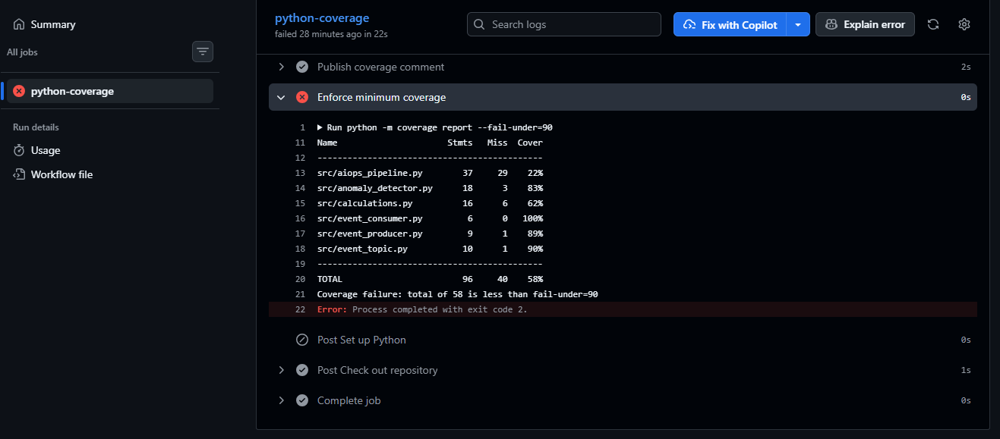 Summary
All jobs
python-coverage
Run details
Usage
Workflow file
python-coverage
failed 28 minutes ago in 22s
Search logs
Fix with Copilot
Explain error
Publish coverage comment 2s
Enforce minimum coverage 0s
1 Run python -m coverage report --fail-under=90
11 Name Stmts Miss Cover
12 ---------------------------------------------
13 src/aiops_pipeline.py 37 29 22%
14 src/anomaly_detector.py 18 3 83%
15 src/calculations.py 16 6 62%
16 src/event_consumer.py 6 0 100%
17 src/event_producer.py 9 1 89%
18 src/event_topic.py 10 1 90%
19 ---------------------------------------------
20 TOTAL 96 40 58%
21 Coverage failure: total of 58 is less than fail-under=90
22 Error: Process completed with exit code 2.
Post Set up Python 0s
Post Check out repository 1s
Complete job 0s